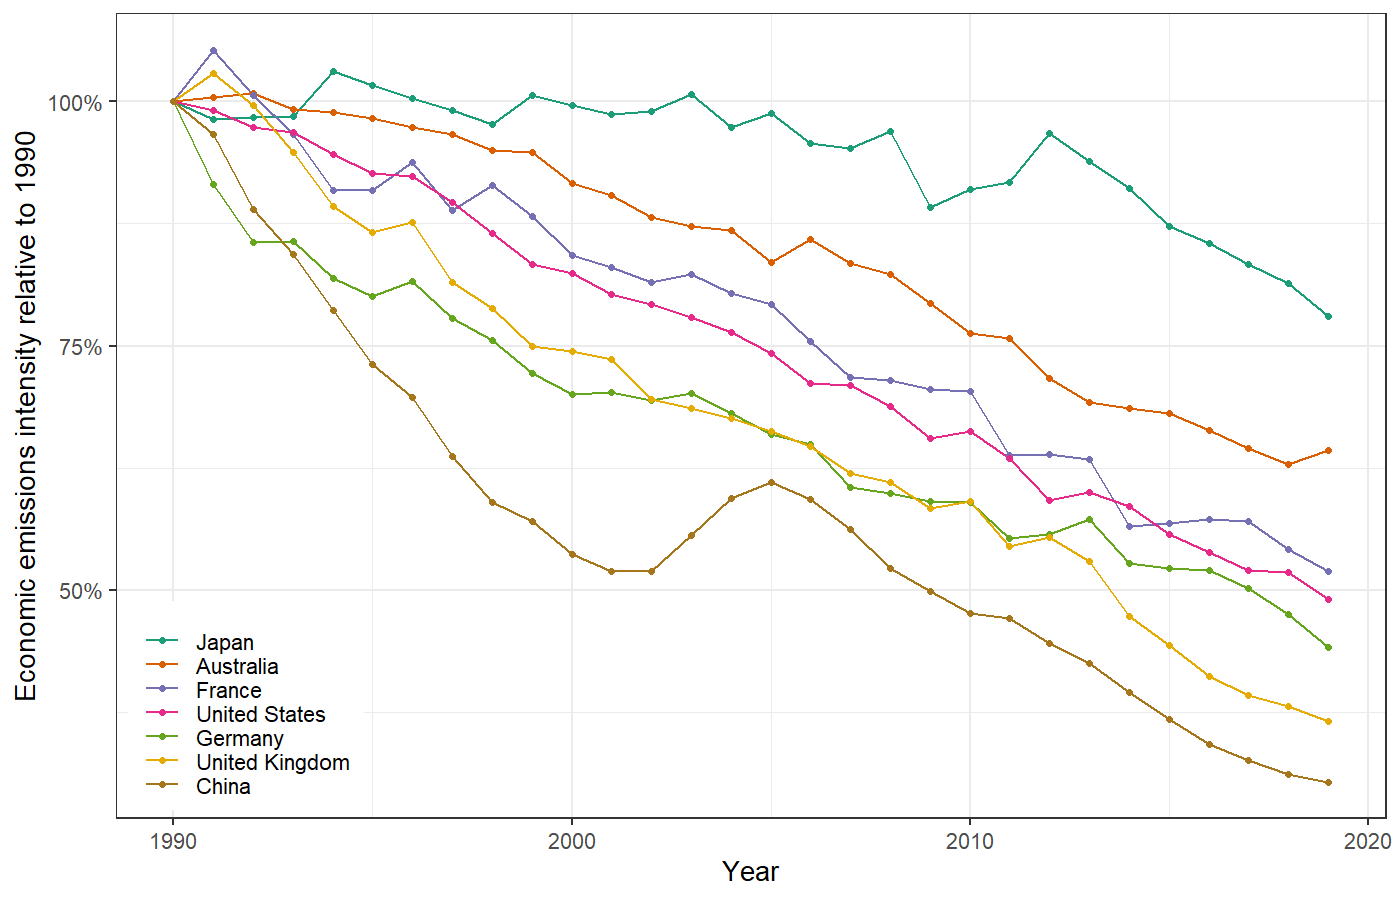 Economic emissions intensity relative to 1990
100%
75%
50%
Japan
Australia
France
United States
Germany
United Kingdom
China
1990 2000 2010 2020
Year